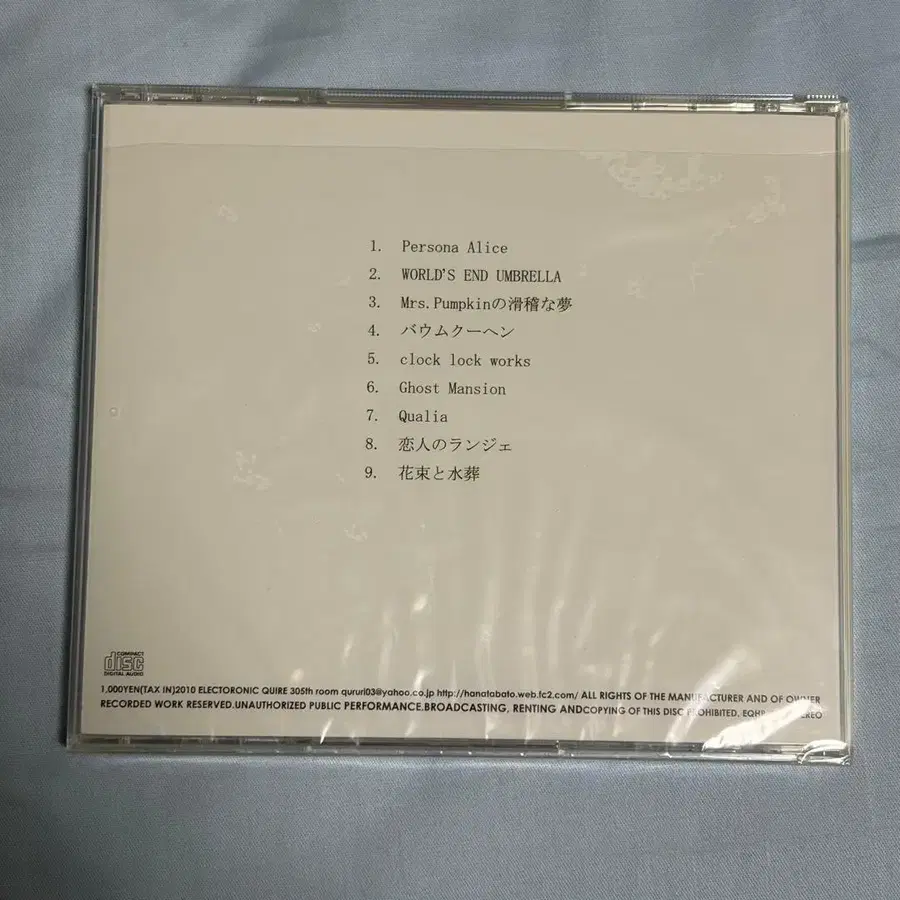 1. Persona Alice
2. WORLD'S END UMBRELLA
3. Mrs.Pumpkinの滑稽な夢
4. バウムクーヘン
5. clock lock works
6. Ghost Mansion
7. Qualia
8. 恋人のランジェ
9. 花束と水葬
COMPACT
disc
DIGITAL AUDIO
1,000YEN(TAX IN)2010 ELECTORONIC QUIRE 305th room qururi03@yahoo.co.jp http://hanatabato.web.fc2.com/ ALL RIGHTS OF THE MANUFACTURER AND OF OWNER
RECORDED WORK RESERVED.UNAUTHORIZED PUBLIC PERFORMANCE.BROADCASTING, RENTING ANDCOPYING OF THIS DISC PROHIBITED.